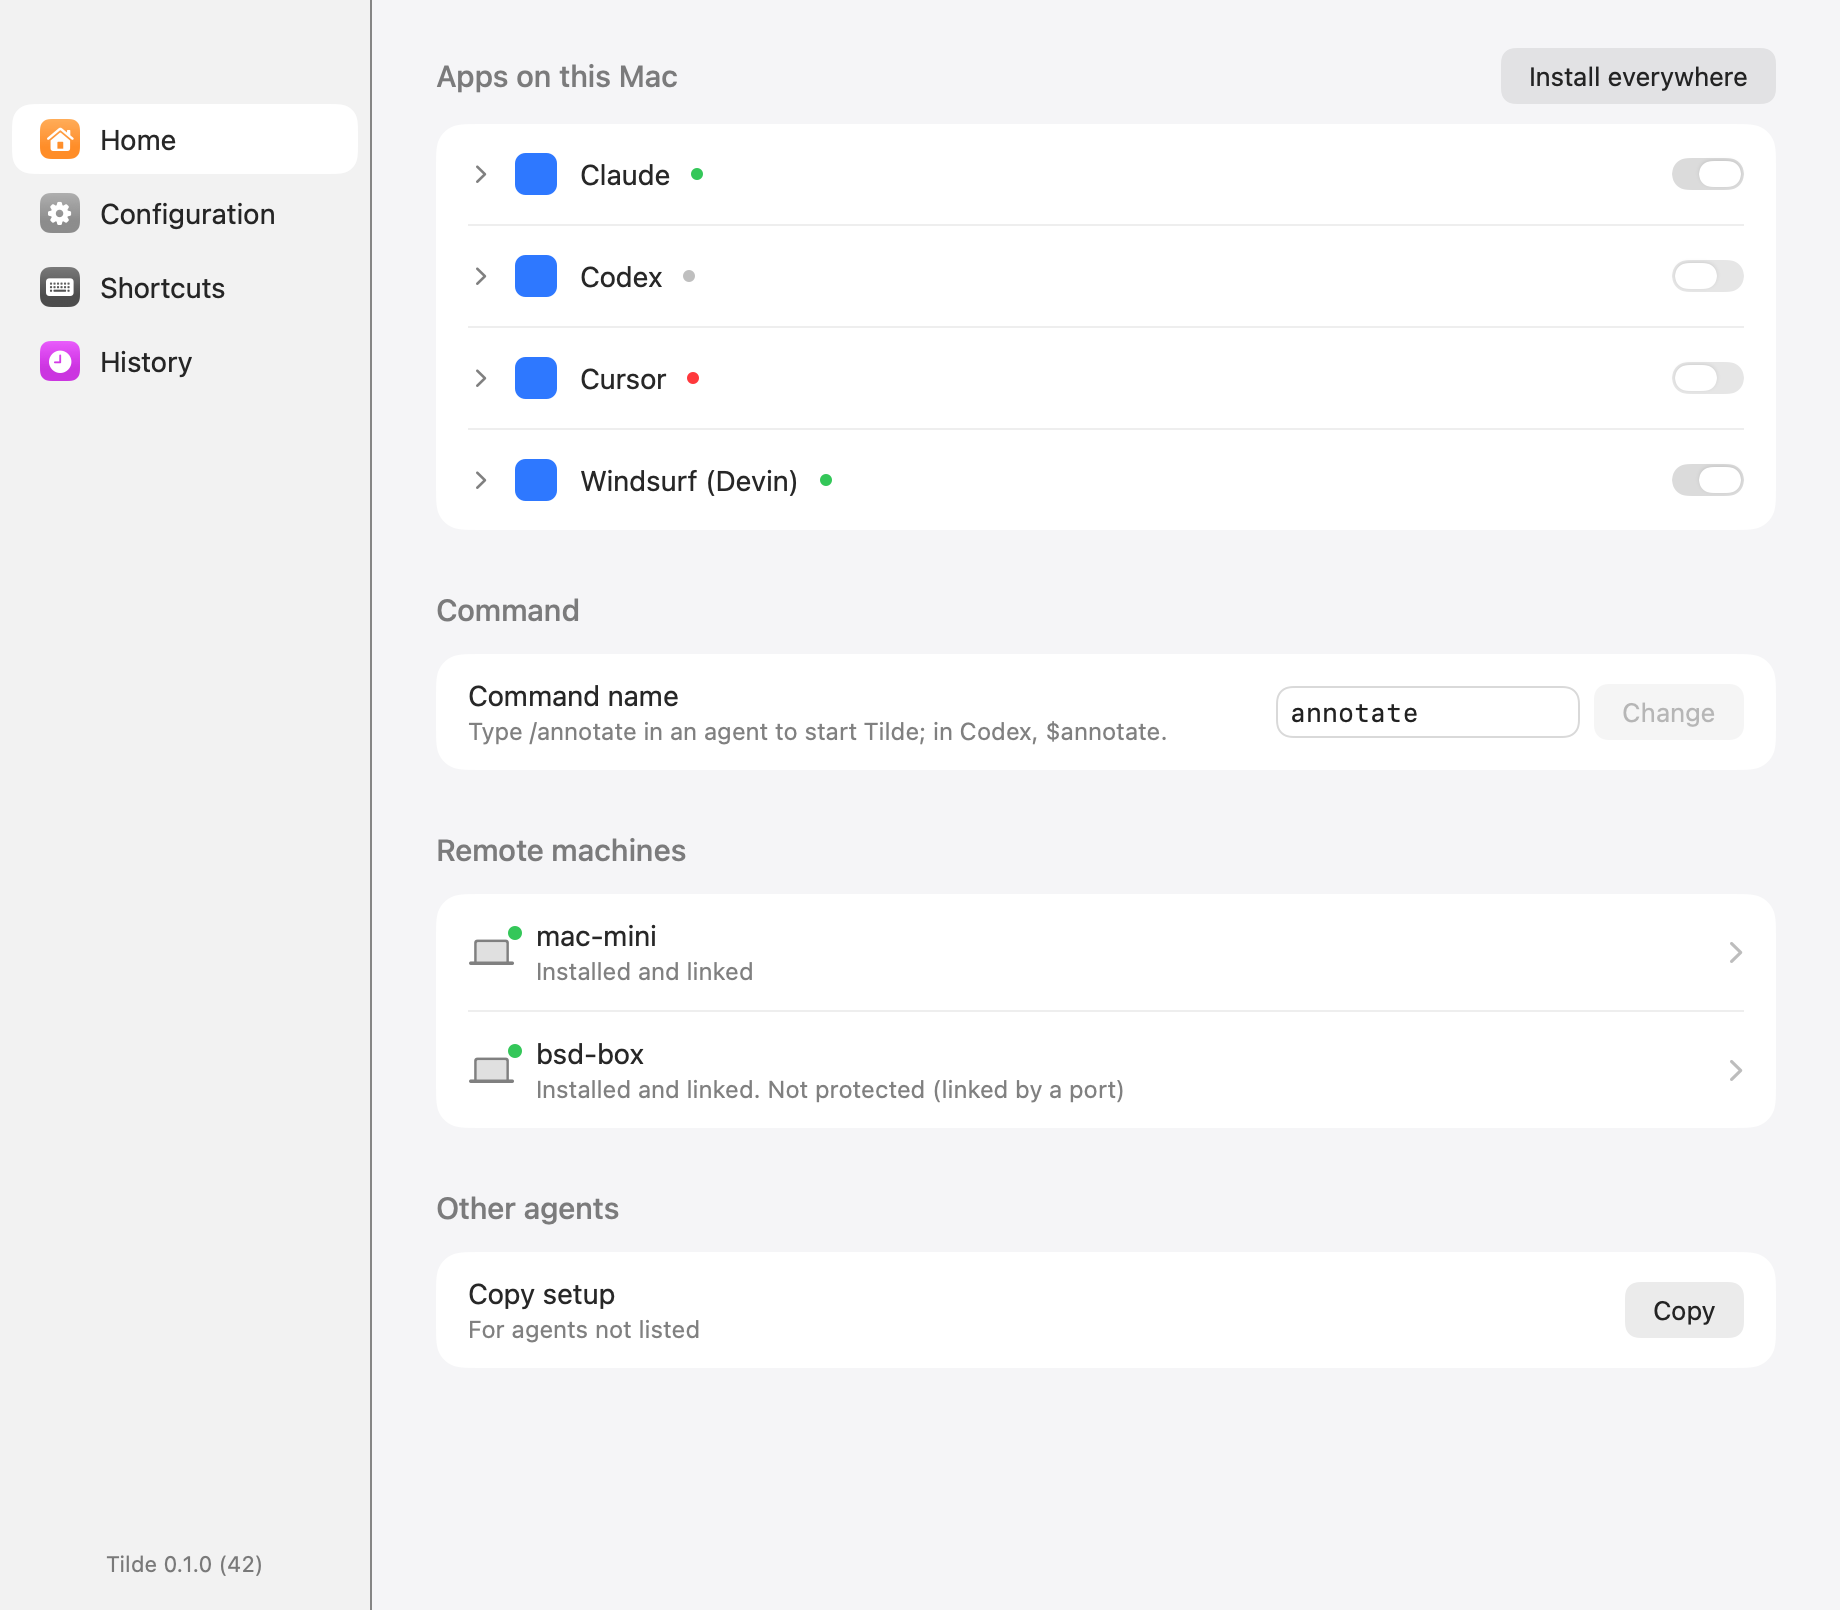 Home
Configuration
Shortcuts
History
Tilde 0.1.0 (42)
Apps on this Mac
Install everywhere
Claude
Codex
Cursor
Windsurf (Devin)
Command
Command name
Type /annotate in an agent to start Tilde; in Codex, $annotate.
annotate
Change
Remote machines
mac-mini
Installed and linked
bsd-box
Installed and linked. Not protected (linked by a port)
Other agents
Copy setup
For agents not listed
Copy